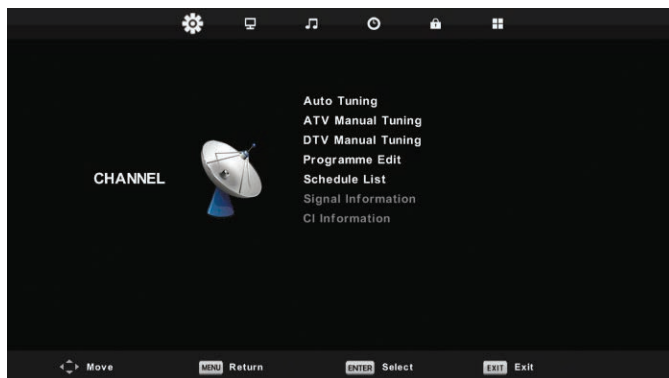 Auto Tuning
ATV Manual Tuning
DTV Manual Tuning
Programme Edit
CHANNEL
Schedule List
Signal Information
CI Information
Move
MENU Return
ENTER Select
EXIT Exit